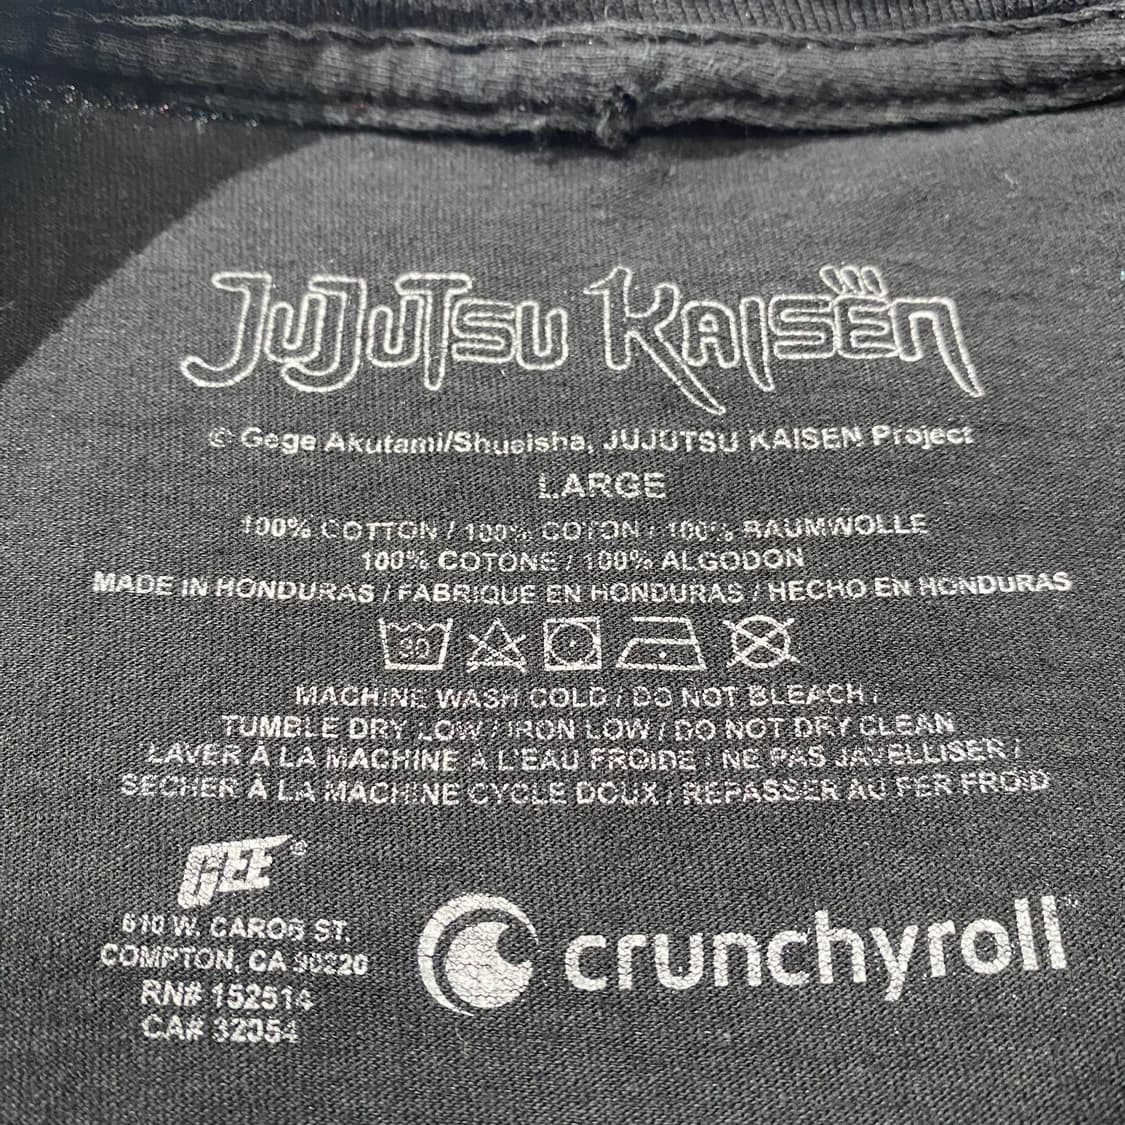 JUJUTSU KAISEN
© Gege Akutami/Shueisha, JUJUTSU KAISEN Project
LARGE
100% COTTON / 100% COTON / 100% BAUMWOLLE
100% COTONE / 100% ALGODON
MADE IN HONDURAS / FABRIQUE EN HONDURAS / HECHO EN HONDURAS
30
MACHINE WASH COLD / DO NOT BLEACH /
TUMBLE DRY LOW / IRON LOW / DO NOT DRY CLEAN
LAVER À LA MACHINE À L'EAU FROIDE / NE PAS JAVELLISER /
SECHER À LA MACHINE CYCLE DOUX / REPASSER AU FER FROID
GEE®
610 W. CAROB ST.
COMPTON, CA 90220
RN# 152514
CA# 32054
crunchyroll™